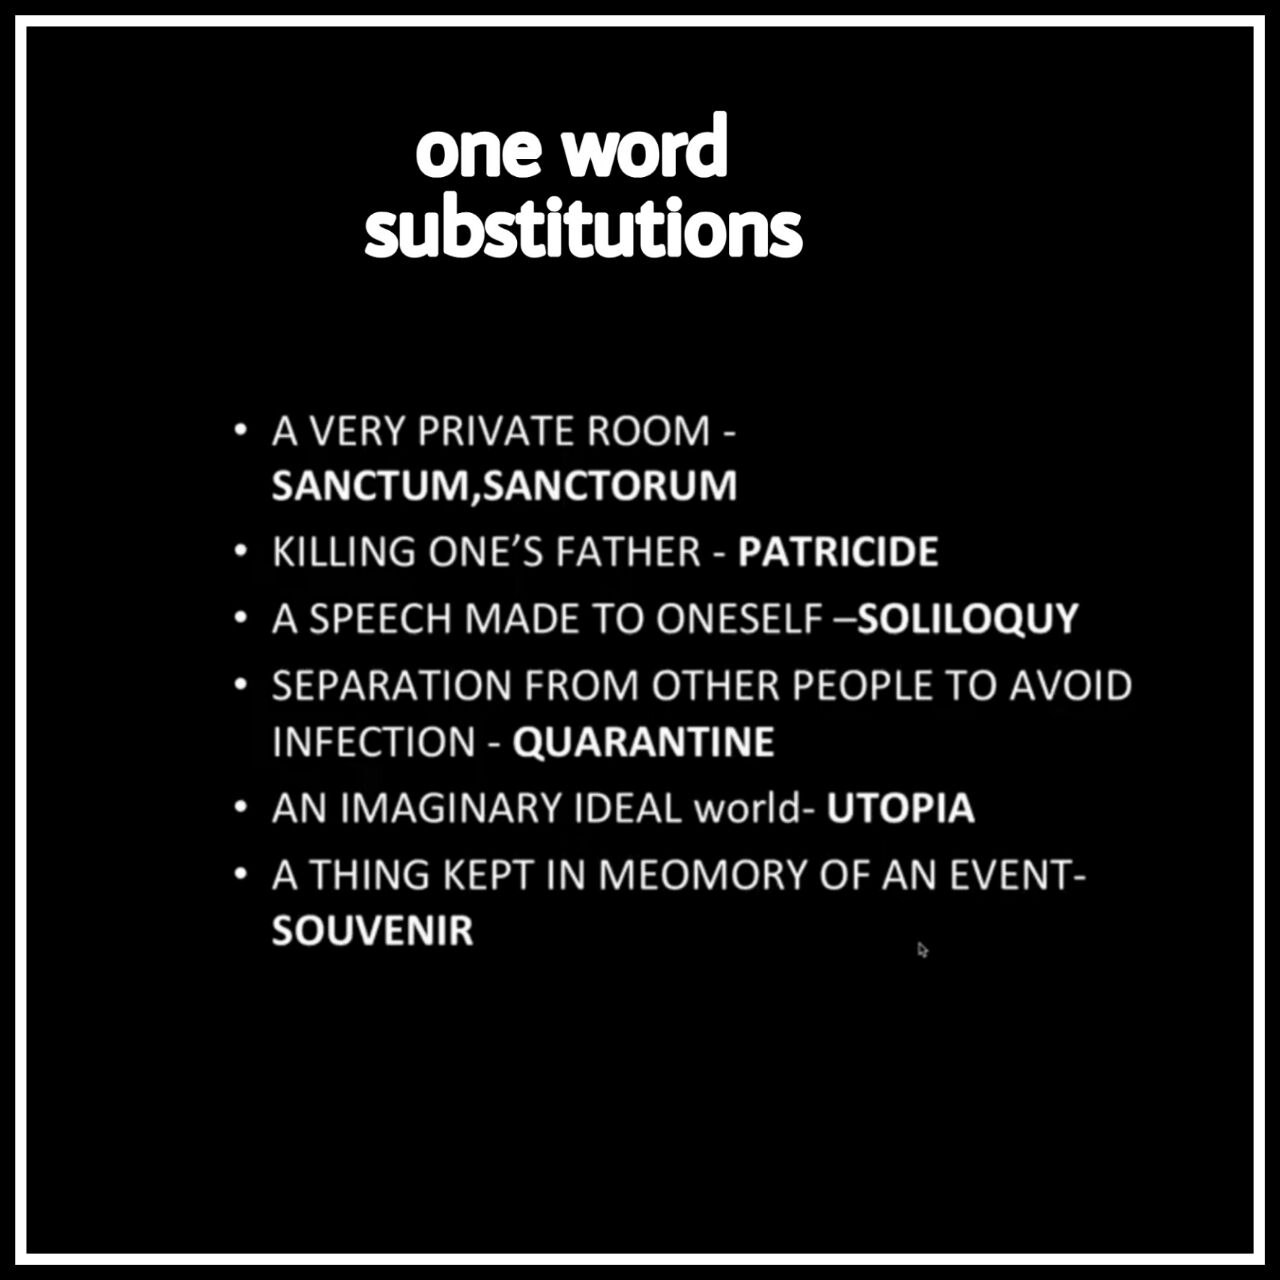 one word
substitutions
• A VERY PRIVATE ROOM -
SANCTUM,SANCTORUM
• KILLING ONE’S FATHER - PATRICIDE
• A SPEECH MADE TO ONESELF –SOLILOQUY
• SEPARATION FROM OTHER PEOPLE TO AVOID
INFECTION - QUARANTINE
• AN IMAGINARY IDEAL world- UTOPIA
• A THING KEPT IN MEOMORY OF AN EVENT-
SOUVENIR